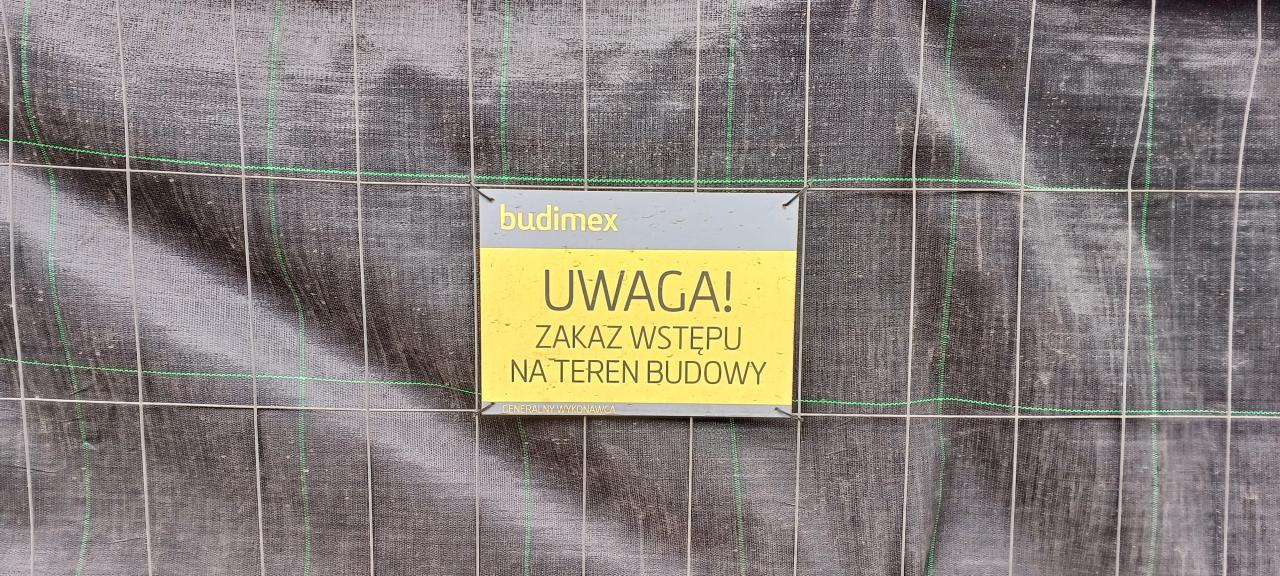 budimex
UWAGA!
ZAKAZ WSTĘPU
NA TEREN BUDOWY
GENERALNY WYKONAWCA